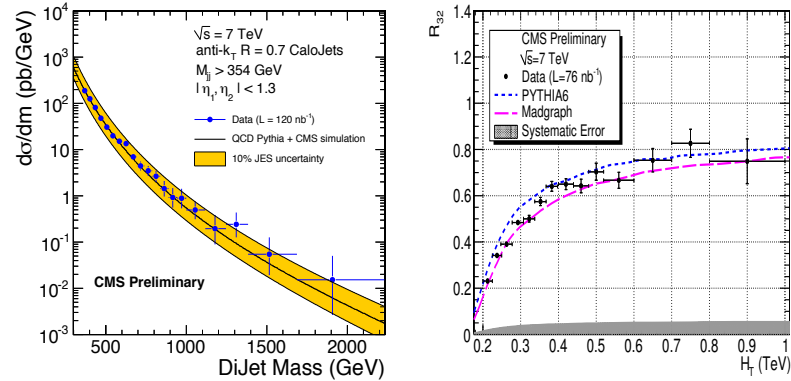 dσ/dm (pb/GeV)
10⁴
10³
10²
10
1
10⁻¹
10⁻²
10⁻³
√s = 7 TeV
anti-k_T R = 0.7 CaloJets
M_jj > 354 GeV
| η₁, η₂ | < 1.3
Data (L = 120 nb⁻¹)
QCD Pythia + CMS simulation
10% JES uncertainty
CMS Preliminary
500 1000 1500 2000
DiJet Mass (GeV)
R₃₂
1.4
1.2
1
0.8
0.6
0.4
0.2
0
CMS Preliminary
√s=7 TeV
Data (L=76 nb⁻¹)
PYTHIA6
Madgraph
Systematic Error
0.2 0.3 0.4 0.5 0.6 0.7 0.8 0.9 1
H_T (TeV)